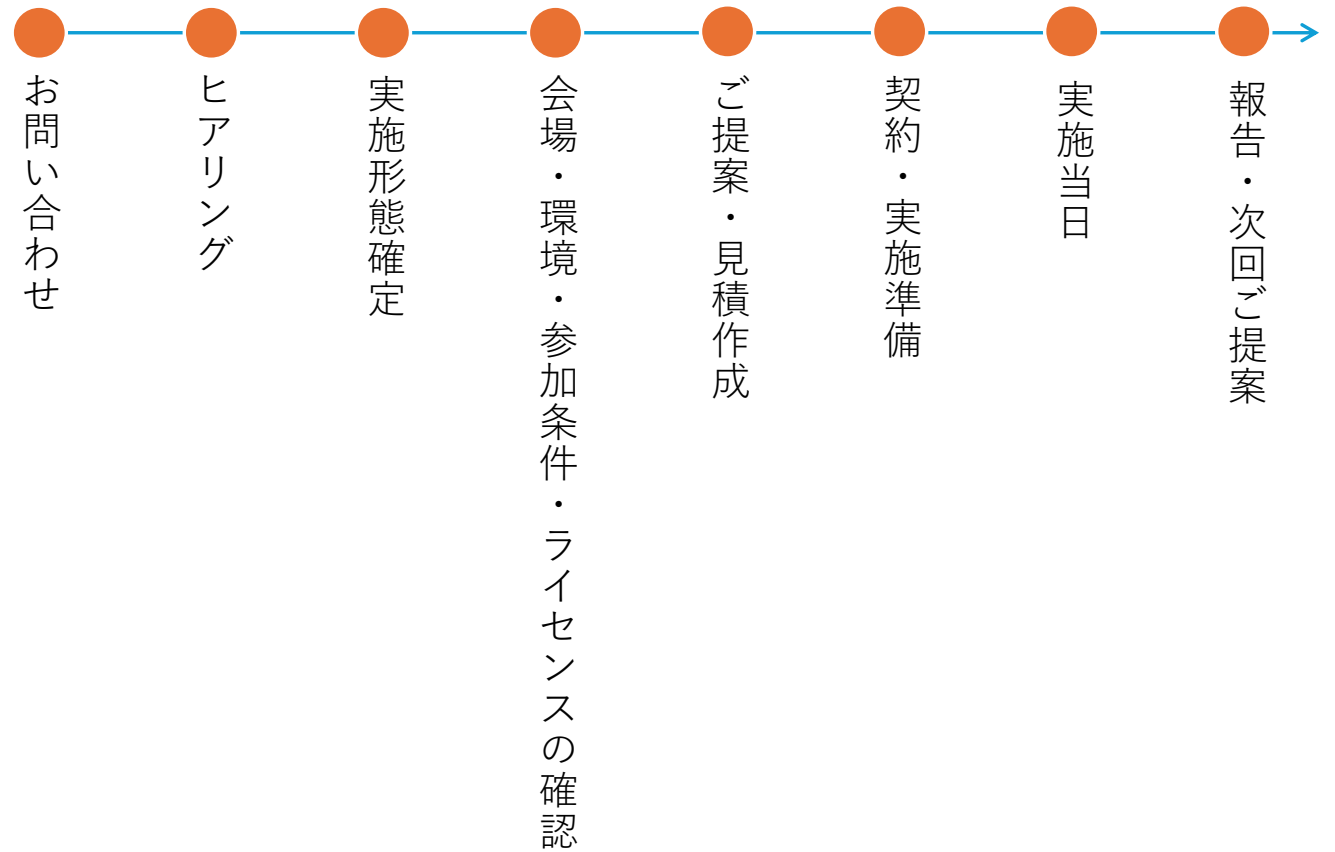 お問い合わせ
ヒアリング
実施形態確定
会場・環境・参加条件・ライセンスの確認
ご提案・見積作成
契約・実施準備
実施当日
報告・次回ご提案